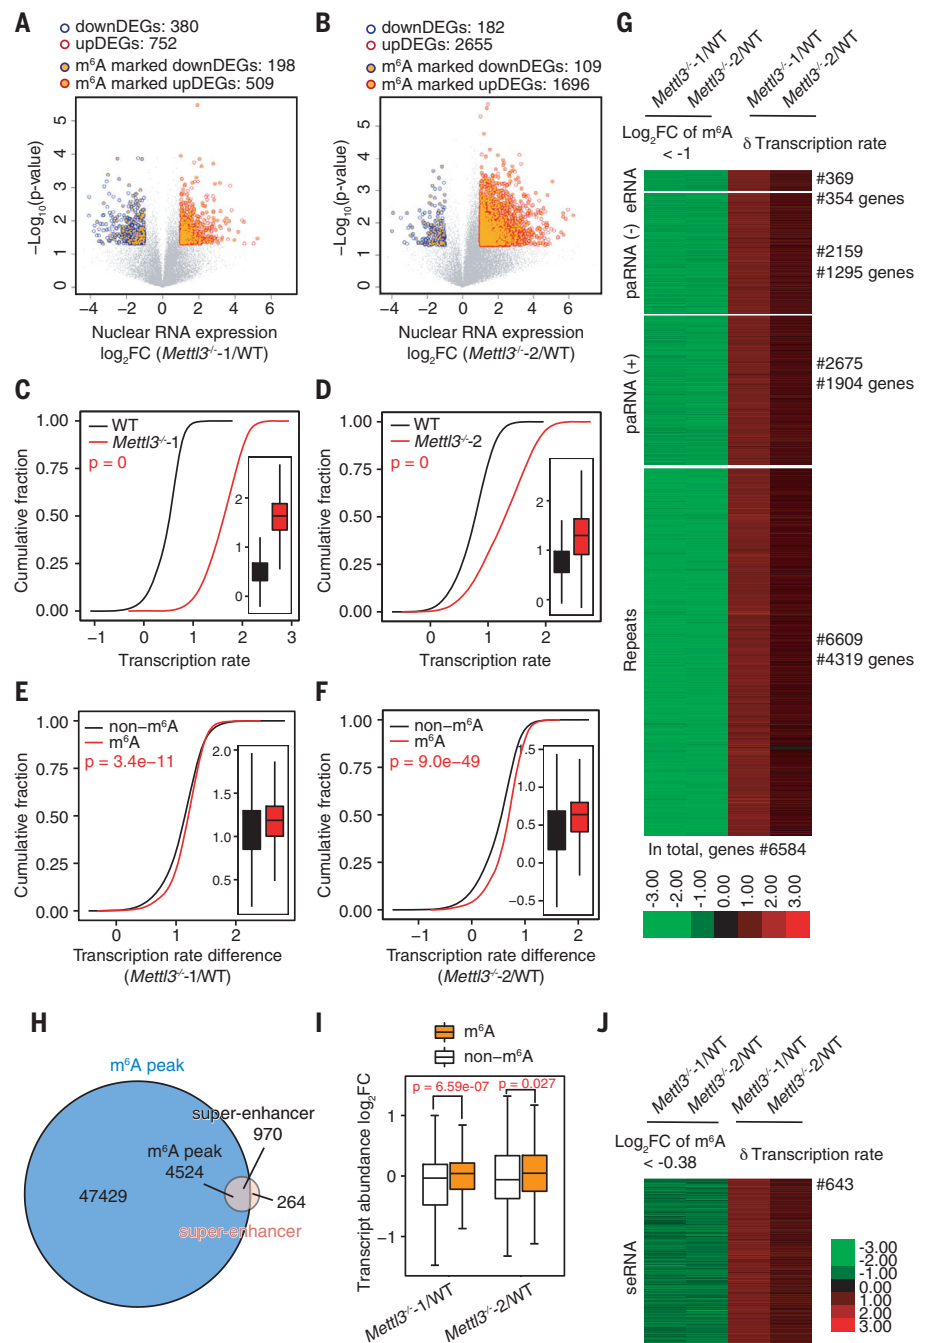 A
downDEGs: 380
upDEGs: 752
m⁶A marked downDEGs: 198
m⁶A marked upDEGs: 509
−Log₁₀(p-value)
5
4
3
2
1
0
−4 −2 0 2 4 6
Nuclear RNA expression
log₂FC (Mettl3⁻/⁻-1/WT)
B
downDEGs: 182
upDEGs: 2655
m⁶A marked downDEGs: 109
m⁶A marked upDEGs: 1696
−Log₁₀(p-value)
5
4
3
2
1
0
−4 −2 0 2 4 6
Nuclear RNA expression
log₂FC (Mettl3⁻/⁻-2/WT)
C
WT
Mettl3⁻/⁻-1
p = 0
Cumulative fraction
1.00
0.75
0.50
0.25
0.00
2
1
0
−1 0 1 2 3
Transcription rate
D
WT
Mettl3⁻/⁻-2
p = 0
Cumulative fraction
1.00
0.75
0.50
0.25
0.00
2
1
0
0 1 2
Transcription rate
E
non−m⁶A
m⁶A
p = 3.4e−11
Cumulative fraction
1.00
0.75
0.50
0.25
0.00
2.0
1.5
1.0
0.5
0 1 2
Transcription rate difference
(Mettl3⁻/⁻-1/WT)
F
non−m⁶A
m⁶A
p = 9.0e−49
Cumulative fraction
1.00
0.75
0.50
0.25
0.00
1.5
1.0
0.5
0.0
−0.5
−1 0 1 2
Transcription rate difference
(Mettl3⁻/⁻-2/WT)
G
Mettl3⁻/⁻-1/WT
Mettl3⁻/⁻-2/WT
Mettl3⁻/⁻-1/WT
Mettl3⁻/⁻-2/WT
Log₂FC of m⁶A
< -1
δ Transcription rate
eRNA
#369
#354 genes
paRNA (-)
#2159
#1295 genes
paRNA (+)
#2675
#1904 genes
Repeats
#6609
#4319 genes
In total, genes #6584
-3.00 -2.00 -1.00 0.00 1.00 2.00 3.00
H
m⁶A peak
super-enhancer
970
m⁶A peak
4524
47429
264
super-enhancer
I
m⁶A
non−m⁶A
p = 6.59e-07
p = 0.027
Transcript abundance log₂FC
1
0
−1
Mettl3⁻/⁻-1/WT
Mettl3⁻/⁻-2/WT
J
Mettl3⁻/⁻-1/WT
Mettl3⁻/⁻-2/WT
Mettl3⁻/⁻-1/WT
Mettl3⁻/⁻-2/WT
Log₂FC of m⁶A
< -0.38
δ Transcription rate
seRNA
#643
-3.00
-2.00
-1.00
0.00
1.00
2.00
3.00